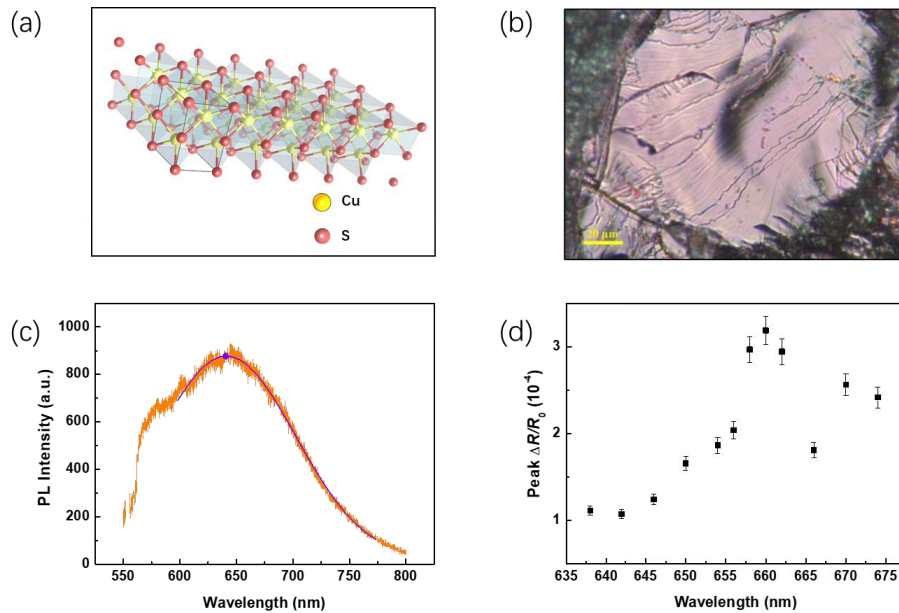 (a)
Cu
S
(b)
20 μm
(c)
PL Intensity (a.u.)
1000
800
600
400
200
0
550
600
650
700
750
800
Wavelength (nm)
(d)
Peak ΔR/R₀ (10⁻⁴)
3
2
1
635
640
645
650
655
660
665
670
675
Wavelength (nm)